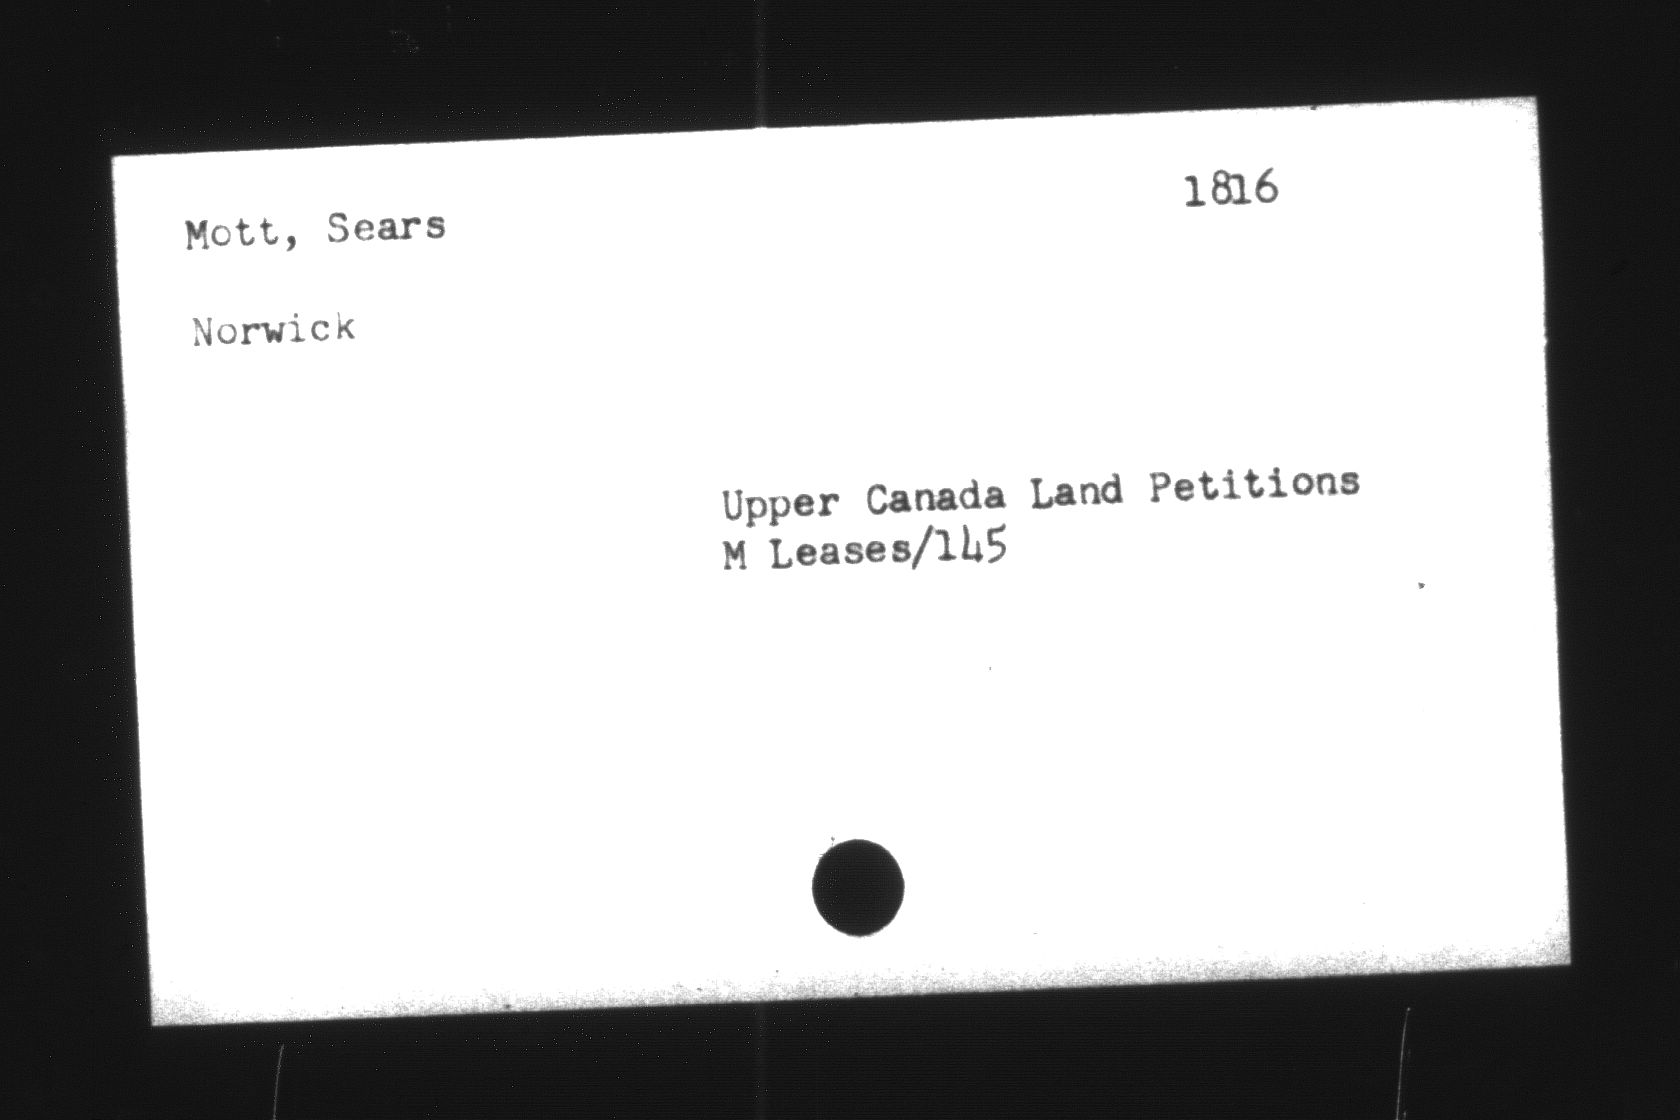 Mott, Sears 1816
Norwick
Upper Canada Land Petitions
M Leases/145